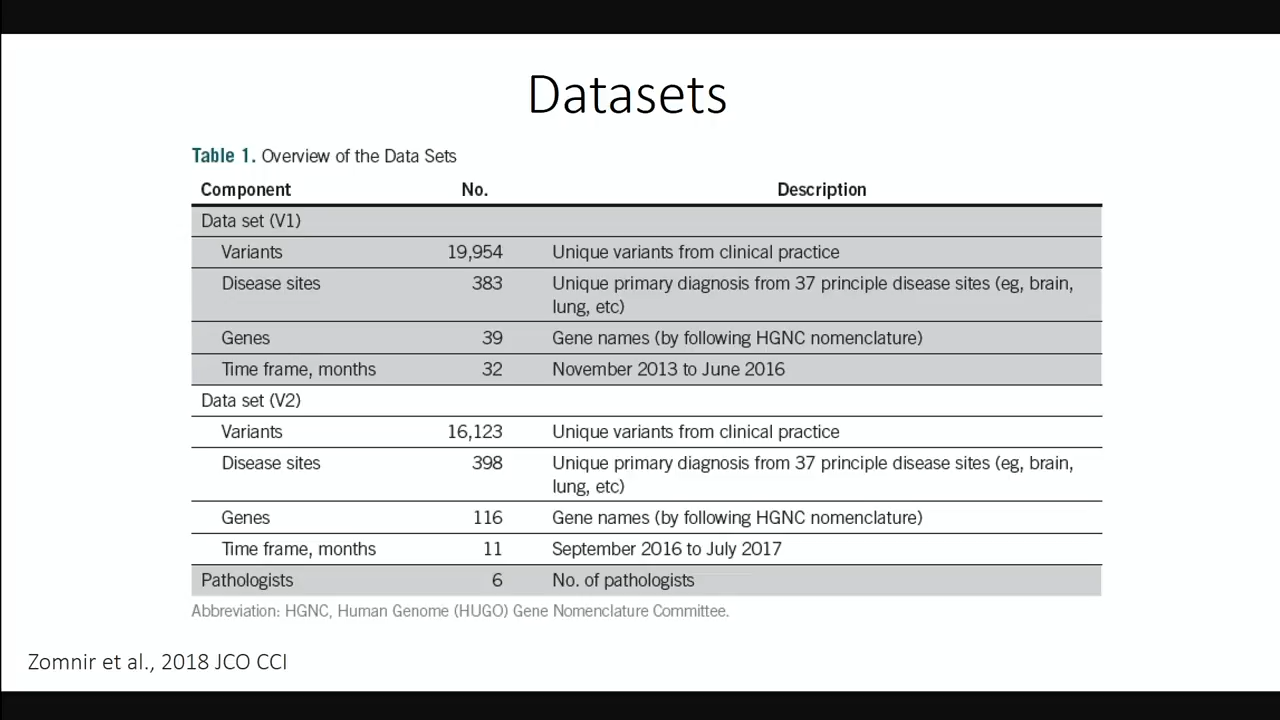 Datasets
Table 1. Overview of the Data Sets
Component No. Description
Data set (V1)
Variants 19,954 Unique variants from clinical practice
Disease sites 383 Unique primary diagnosis from 37 principle disease sites (eg, brain,
lung, etc)
Genes 39 Gene names (by following HGNC nomenclature)
Time frame, months 32 November 2013 to June 2016
Data set (V2)
Variants 16,123 Unique variants from clinical practice
Disease sites 398 Unique primary diagnosis from 37 principle disease sites (eg, brain,
lung, etc)
Genes 116 Gene names (by following HGNC nomenclature)
Time frame, months 11 September 2016 to July 2017
Pathologists 6 No. of pathologists
Abbreviation: HGNC, Human Genome (HUGO) Gene Nomenclature Committee.
Zomnir et al., 2018 JCO CCI